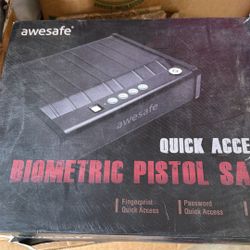 awesafe®
awesafe
QUICK ACCE
BIOMETRIC PISTOL SA
Fingerprint
Quick Access
Password
Quick Access